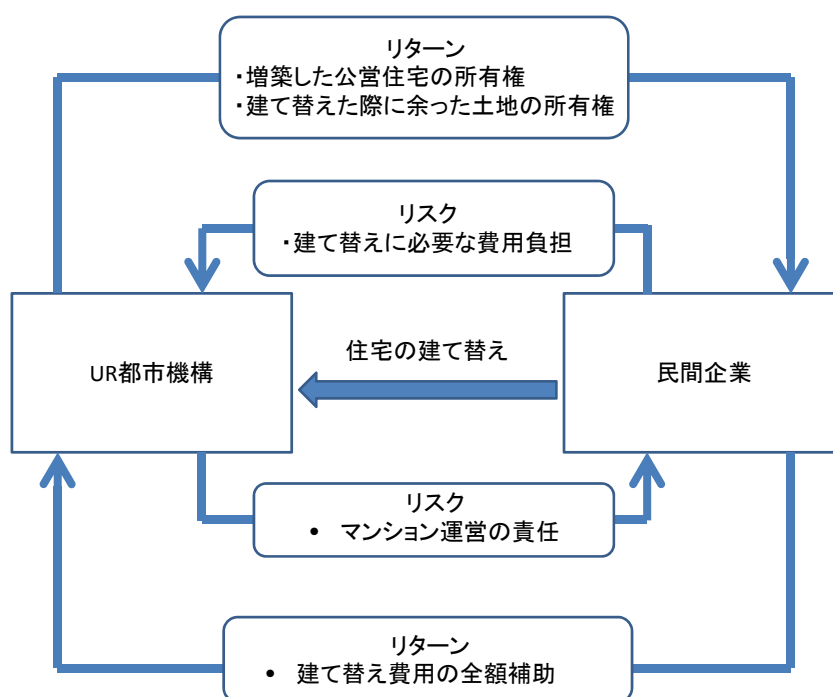 リターン
・増築した公営住宅の所有権
・建て替えた際に余った土地の所有権
リスク
・建て替えに必要な費用負担
UR都市機構
住宅の建て替え
民間企業
リスク
• マンション運営の責任
リターン
• 建て替え費用の全額補助